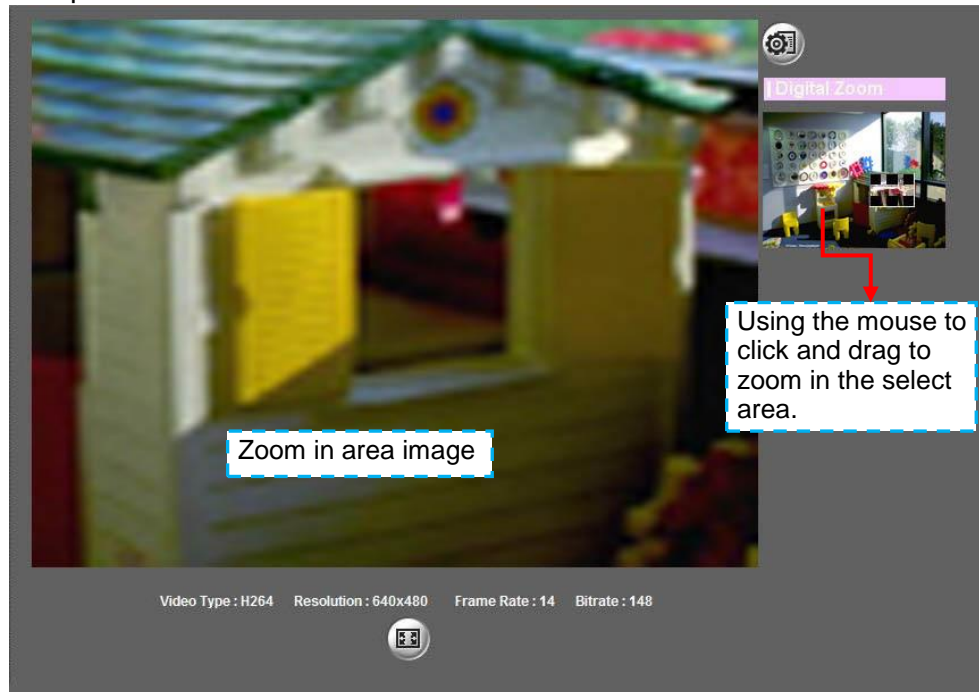 Digital Zoom
Using the mouse to
click and drag to
zoom in the select
area.
Zoom in area image
Video Type : H264 Resolution : 640x480 Frame Rate : 14 Bitrate : 148